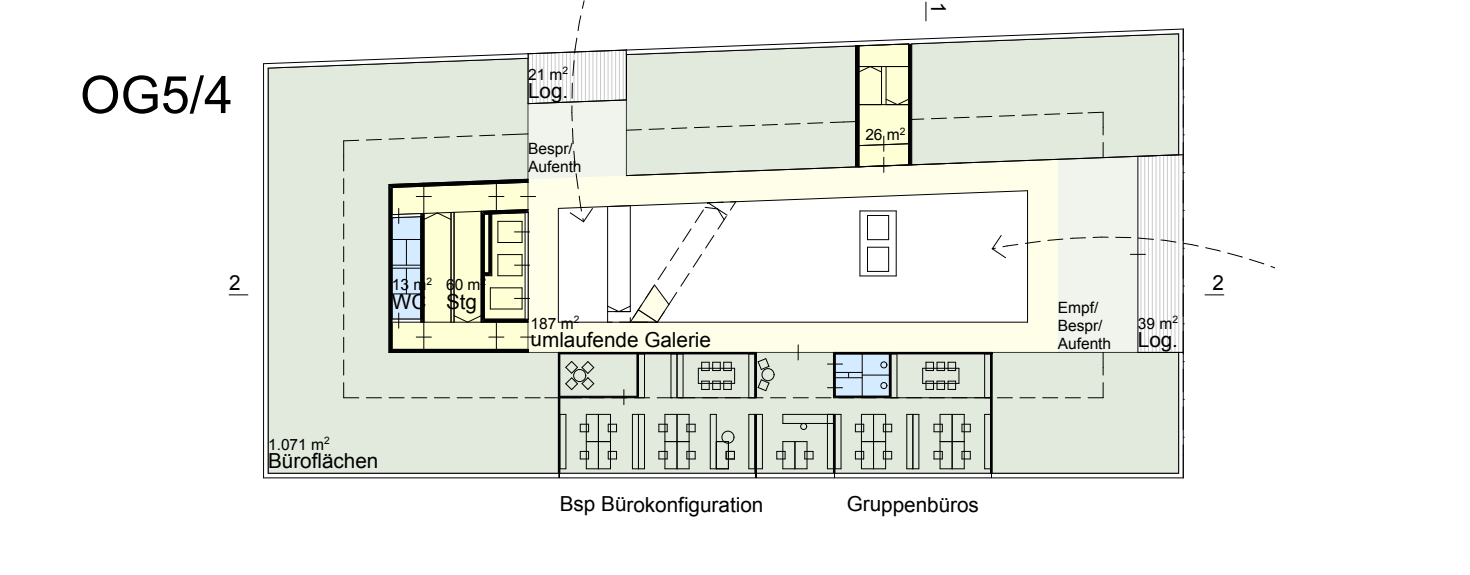 1
OG5/4
21 m²
Log.
26 m²
Bespr/
Aufenth
2
13 m²
WC
60 m²
Stg
187 m²
umlaufende Galerie
Empf/
Bespr/
Aufenth
39 m²
Log.
2
1.071 m²
Büroflächen
Bsp Bürokonfiguration
Gruppenbüros